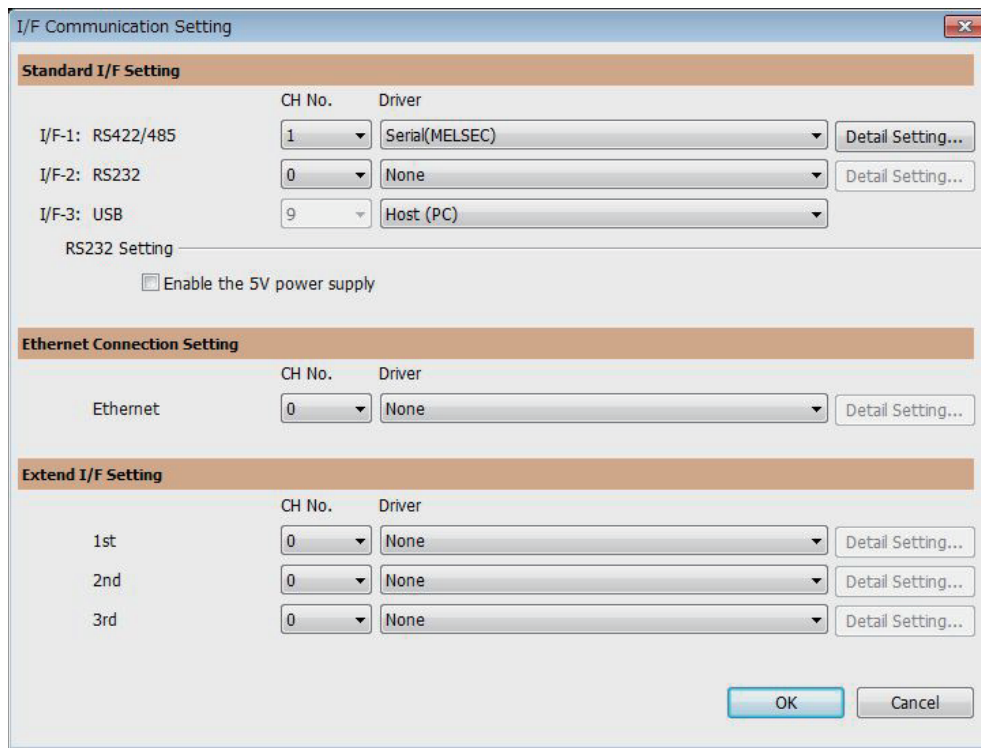 I/F Communication Setting
Standard I/F Setting
CH No. Driver
I/F-1: RS422/485 1 Serial(MELSEC) Detail Setting...
I/F-2: RS232 0 None Detail Setting...
I/F-3: USB 9 Host (PC)
RS232 Setting
Enable the 5V power supply
Ethernet Connection Setting
CH No. Driver
Ethernet 0 None Detail Setting...
Extend I/F Setting
CH No. Driver
1st 0 None Detail Setting...
2nd 0 None Detail Setting...
3rd 0 None Detail Setting...
OK Cancel